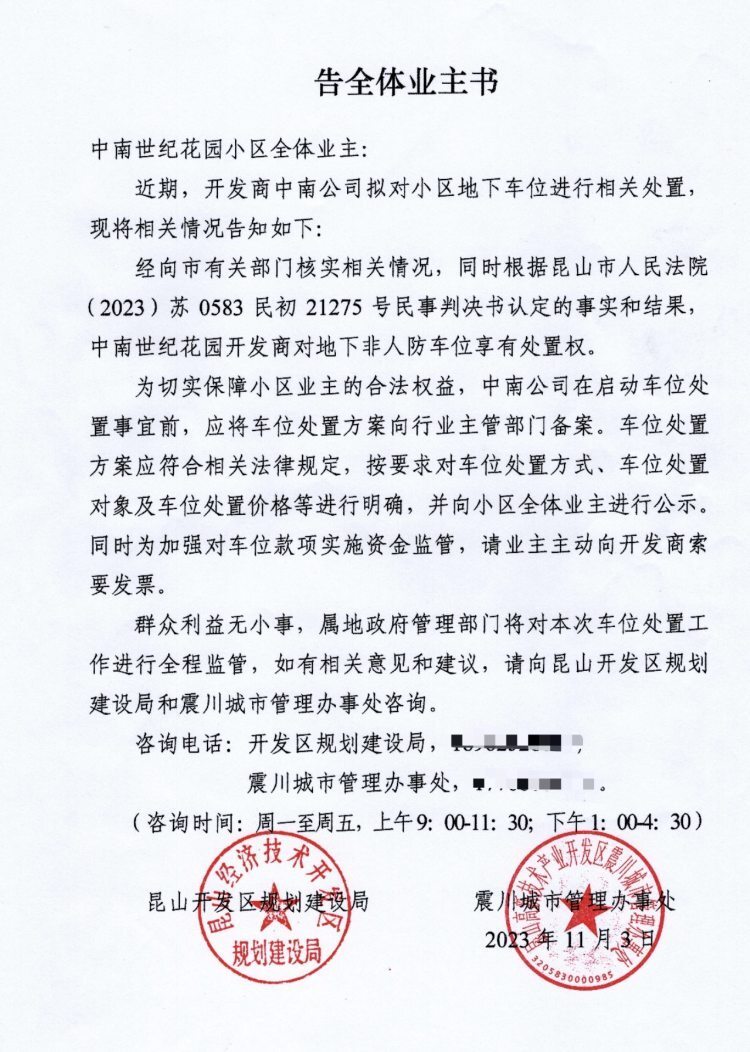 告全体业主书
中南世纪花园小区全体业主：
近期，开发商中南公司拟对小区地下车位进行相关处置，
现将相关情况告知如下：
经向市有关部门核实相关情况，同时根据昆山市人民法院
（2023）苏 0583 民初 21275 号民事判决书认定的事实和结果，
中南世纪花园开发商对地下非人防车位享有处置权。
为切实保障小区业主的合法权益，中南公司在启动车位处
置事宜前，应将车位处置方案向行业主管部门备案。车位处置
方案应符合相关法律规定，按要求对车位处置方式、车位处置
对象及车位处置价格等进行明确，并向小区全体业主进行公示。
同时为加强对车位款项实施资金监管，请业主主动向开发商索
要发票。
群众利益无小事，属地政府管理部门将对本次车位处置工
作进行全程监管，如有相关意见和建议，请向昆山开发区规划
建设局和震川城市管理办事处咨询。
咨询电话：开发区规划建设局，
震川城市管理办事处，
（咨询时间：周一至周五，上午9：00-11：30；下午1：00-4：30）
昆山开发区规划建设局 震川城市管理办事处
2023 年 11 月 3 日
昆山经济技术开发区
规划建设局
昆山高新技术产业开发区震川城市管理办事处
3205830000985